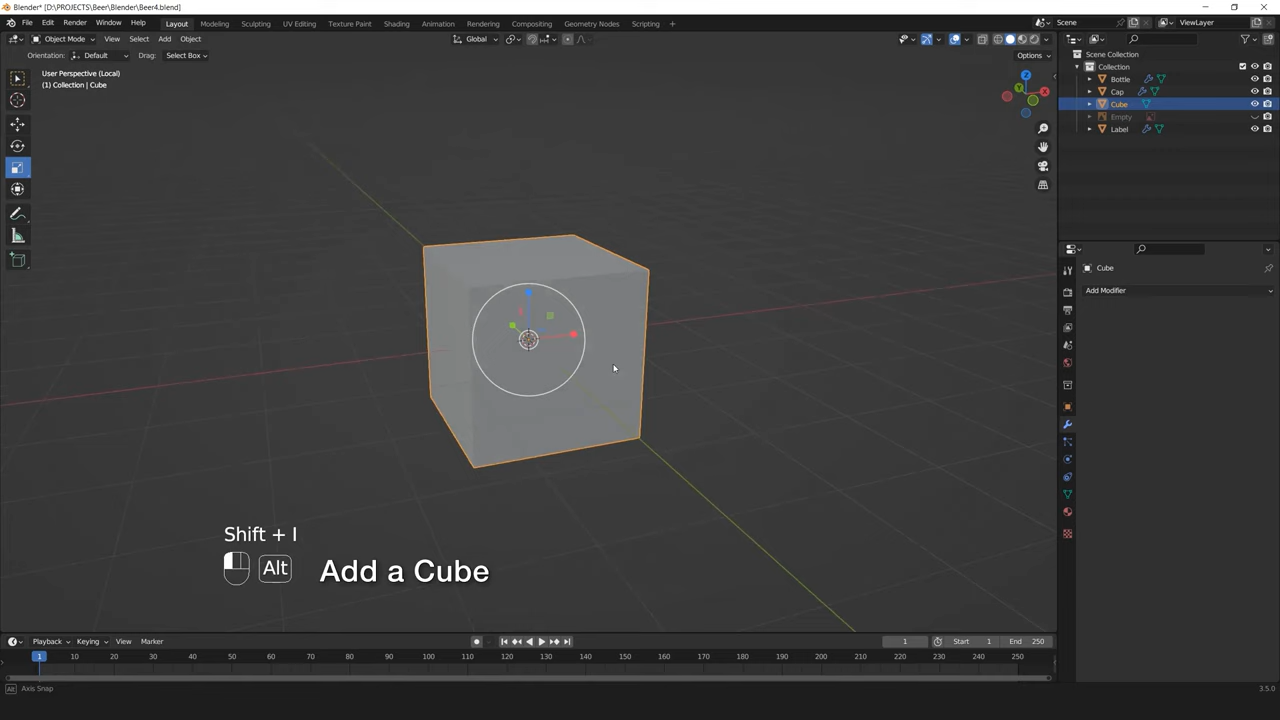 Blender* [D:\PROJECTS\Beer\Blender\Beer4.blend]
File Edit Render Window Help Layout Modeling Sculpting UV Editing Texture Paint Shading Animation Rendering Compositing Geometry Nodes Scripting + Scene ViewLayer
Object Mode View Select Add Object Global
Orientation: Default Drag: Select Box Options
User Perspective (Local)
(1) Collection | Cube
Scene Collection
Collection
Bottle
Cap
Cube
Empty
Label
Z
Y
X
Cube
Add Modifier
Shift + I
Alt Add a Cube
Playback Keying View Marker 1 Start 1 End 250
1 10 20 30 40 50 60 70 80 90 100 110 120 130 140 150 160 170 180 190 200 210 220 230 240 250
Alt Axis Snap 3.5.0